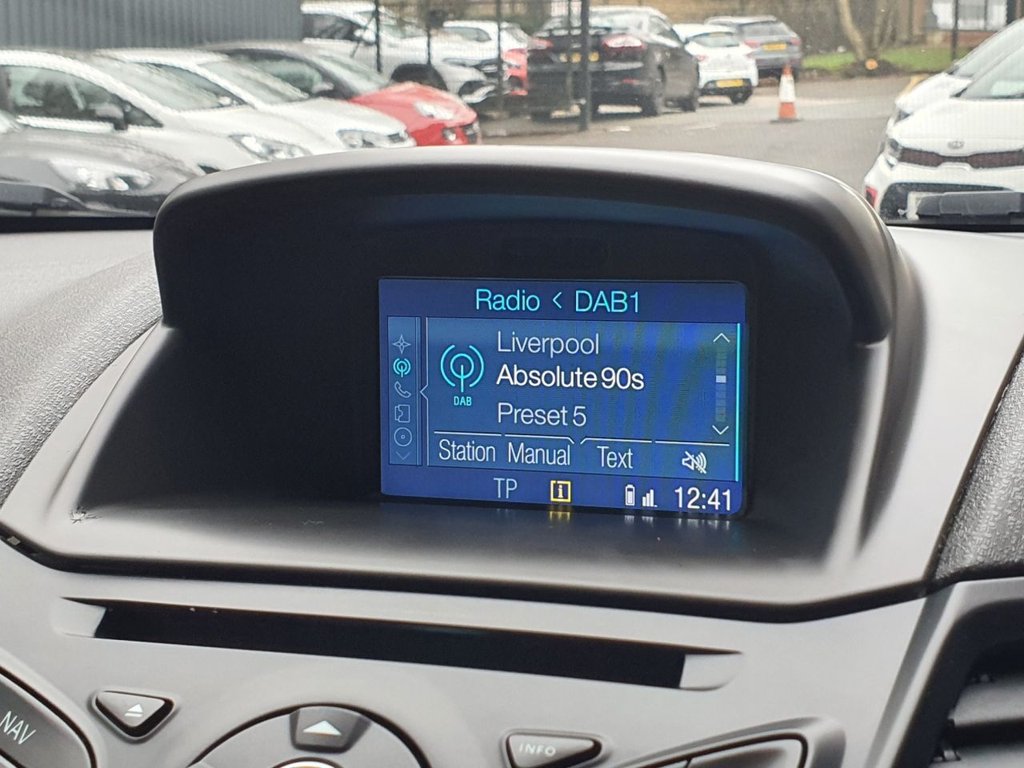 Radio < DAB1
Liverpool
Absolute 90s
DAB
Preset 5
Station Manual Text
TP i 12:41
NAV
INFO